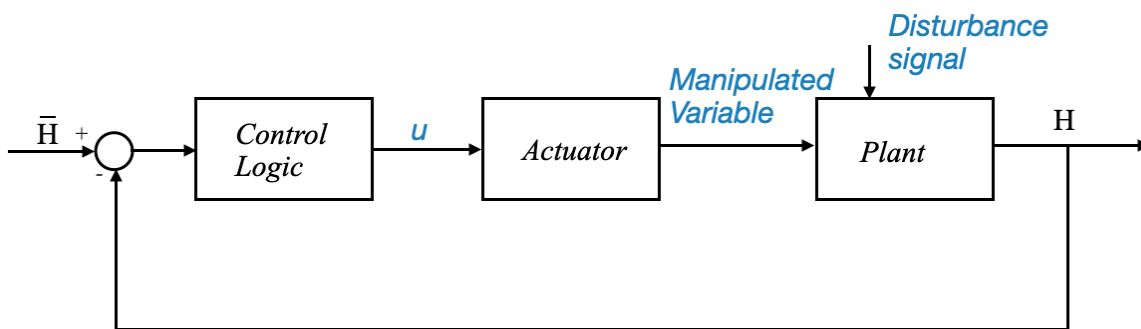 Disturbance
signal
Manipulated
Variable
H̅
+
-
Control
Logic
u
Actuator
Plant
H